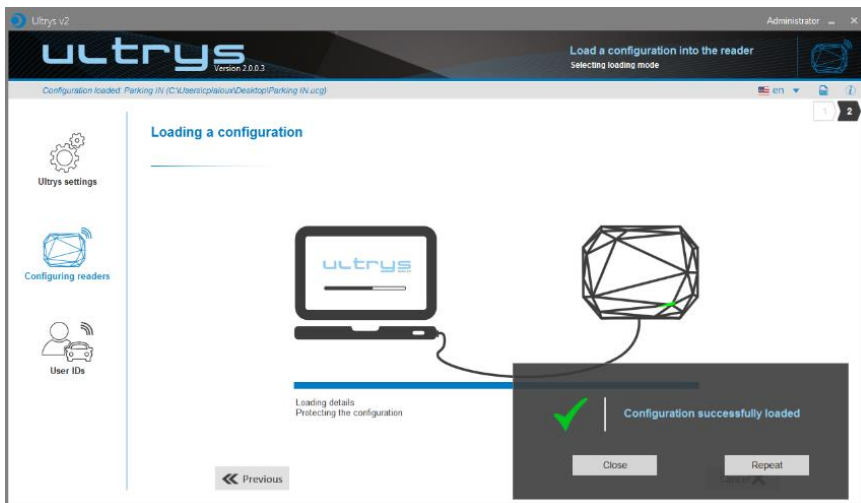 Ultrys v2
Administrator
ultrys
Version 2.0.0.3
Load a configuration into the reader
Selecting loading mode
Configuration loaded: Parking IN (C:\Users\cplaioux\Desktop\Parking IN.ucg)
en
1
2
Loading a configuration
Ultrys settings
Configuring readers
User IDs
ultrys
Loading details
Protecting the configuration
Configuration successfully loaded
Close
Repeat
Previous
Cancel